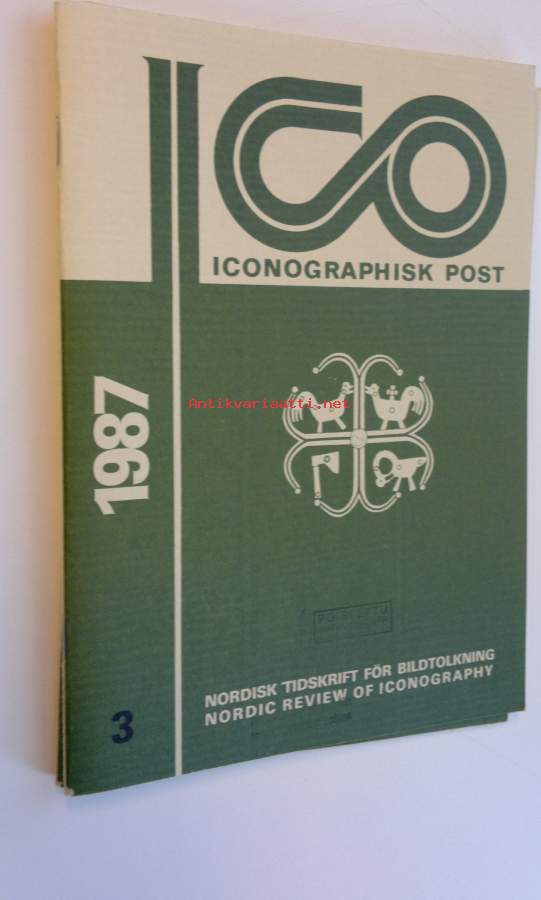 ICO
ICONOGRAPHISK POST
1987
Antikvariaatti.net
NORDISK TIDSKRIFT FÖR BILDTOLKNING
NORDIC REVIEW OF ICONOGRAPHY
3